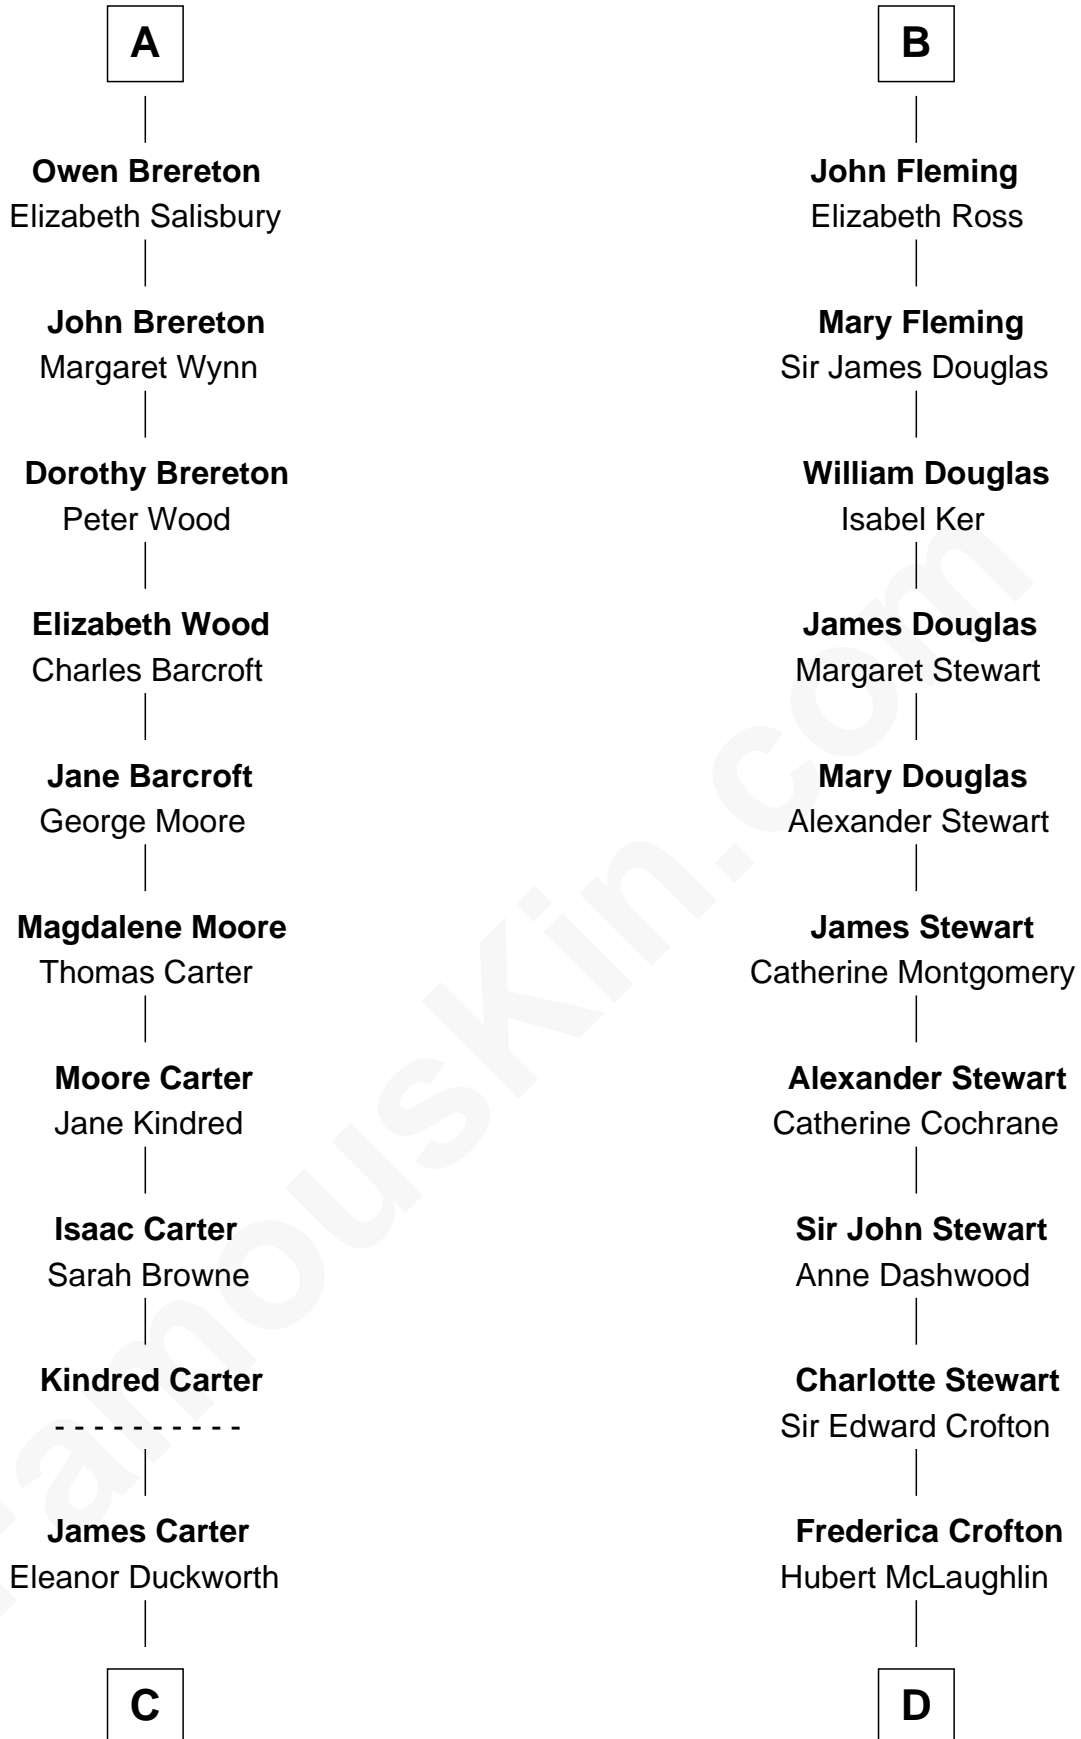 A
Owen Brereton
Elizabeth Salisbury
John Brereton
Margaret Wynn
Dorothy Brereton
Peter Wood
Elizabeth Wood
Charles Barcroft
Jane Barcroft
George Moore
Magdalene Moore
Thomas Carter
Moore Carter
Jane Kindred
Isaac Carter
Sarah Browne
Kindred Carter
- - - - - - - - - -
James Carter
Eleanor Duckworth
C
B
John Fleming
Elizabeth Ross
Mary Fleming
Sir James Douglas
William Douglas
Isabel Ker
James Douglas
Margaret Stewart
Mary Douglas
Alexander Stewart
James Stewart
Catherine Montgomery
Alexander Stewart
Catherine Cochrane
Sir John Stewart
Anne Dashwood
Charlotte Stewart
Sir Edward Crofton
Frederica Crofton
Hubert McLaughlin
D
FamousKin.com